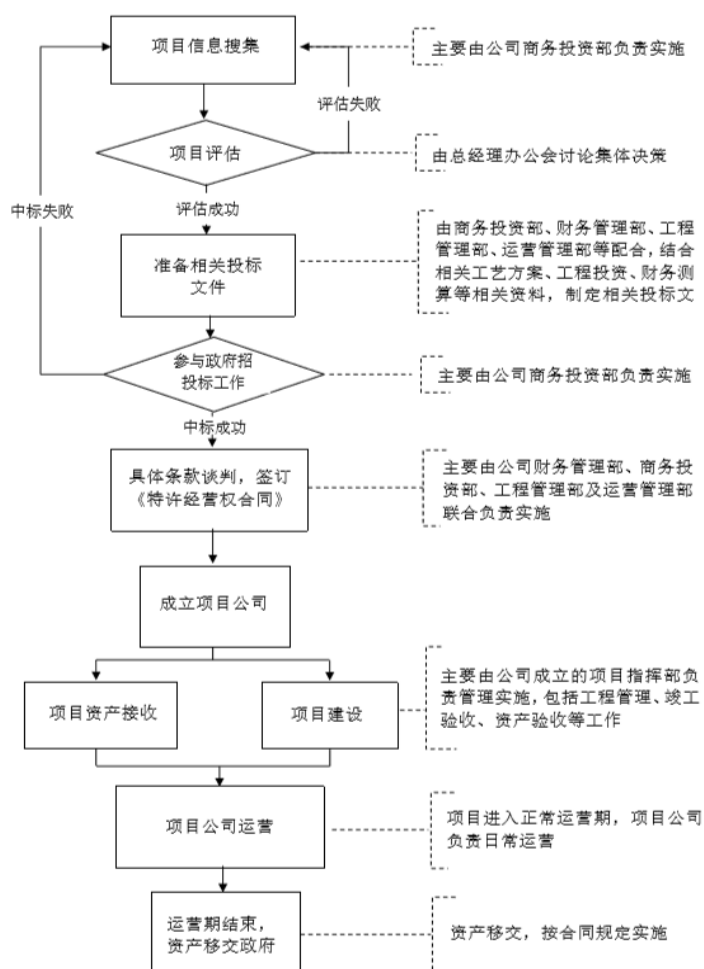 项目信息搜集
主要由公司商务投资部负责实施
评估失败
项目评估
由总经理办公会讨论集体决策
中标失败
评估成功
准备相关投标
文件
由商务投资部、财务管理部、工程
管理部、运营管理部等配合，结合
相关工艺方案、工程投资、财务测
算等相关资料，制定相关投标文
参与政府招
投标工作
主要由公司商务投资部负责实施
中标成功
具体条款谈判，签订
《特许经营权合同》
主要由公司财务管理部、商务投
资部、工程管理部及运营管理部
联合负责实施
成立项目公司
项目资产接收
项目建设
主要由公司成立的项目指挥部负
责管理实施，包括工程管理、竣工
验收、资产验收等工作
项目公司运营
项目进入正常运营期，项目公司
负责日常运营
运营期结束，
资产移交政府
资产移交，按合同规定实施